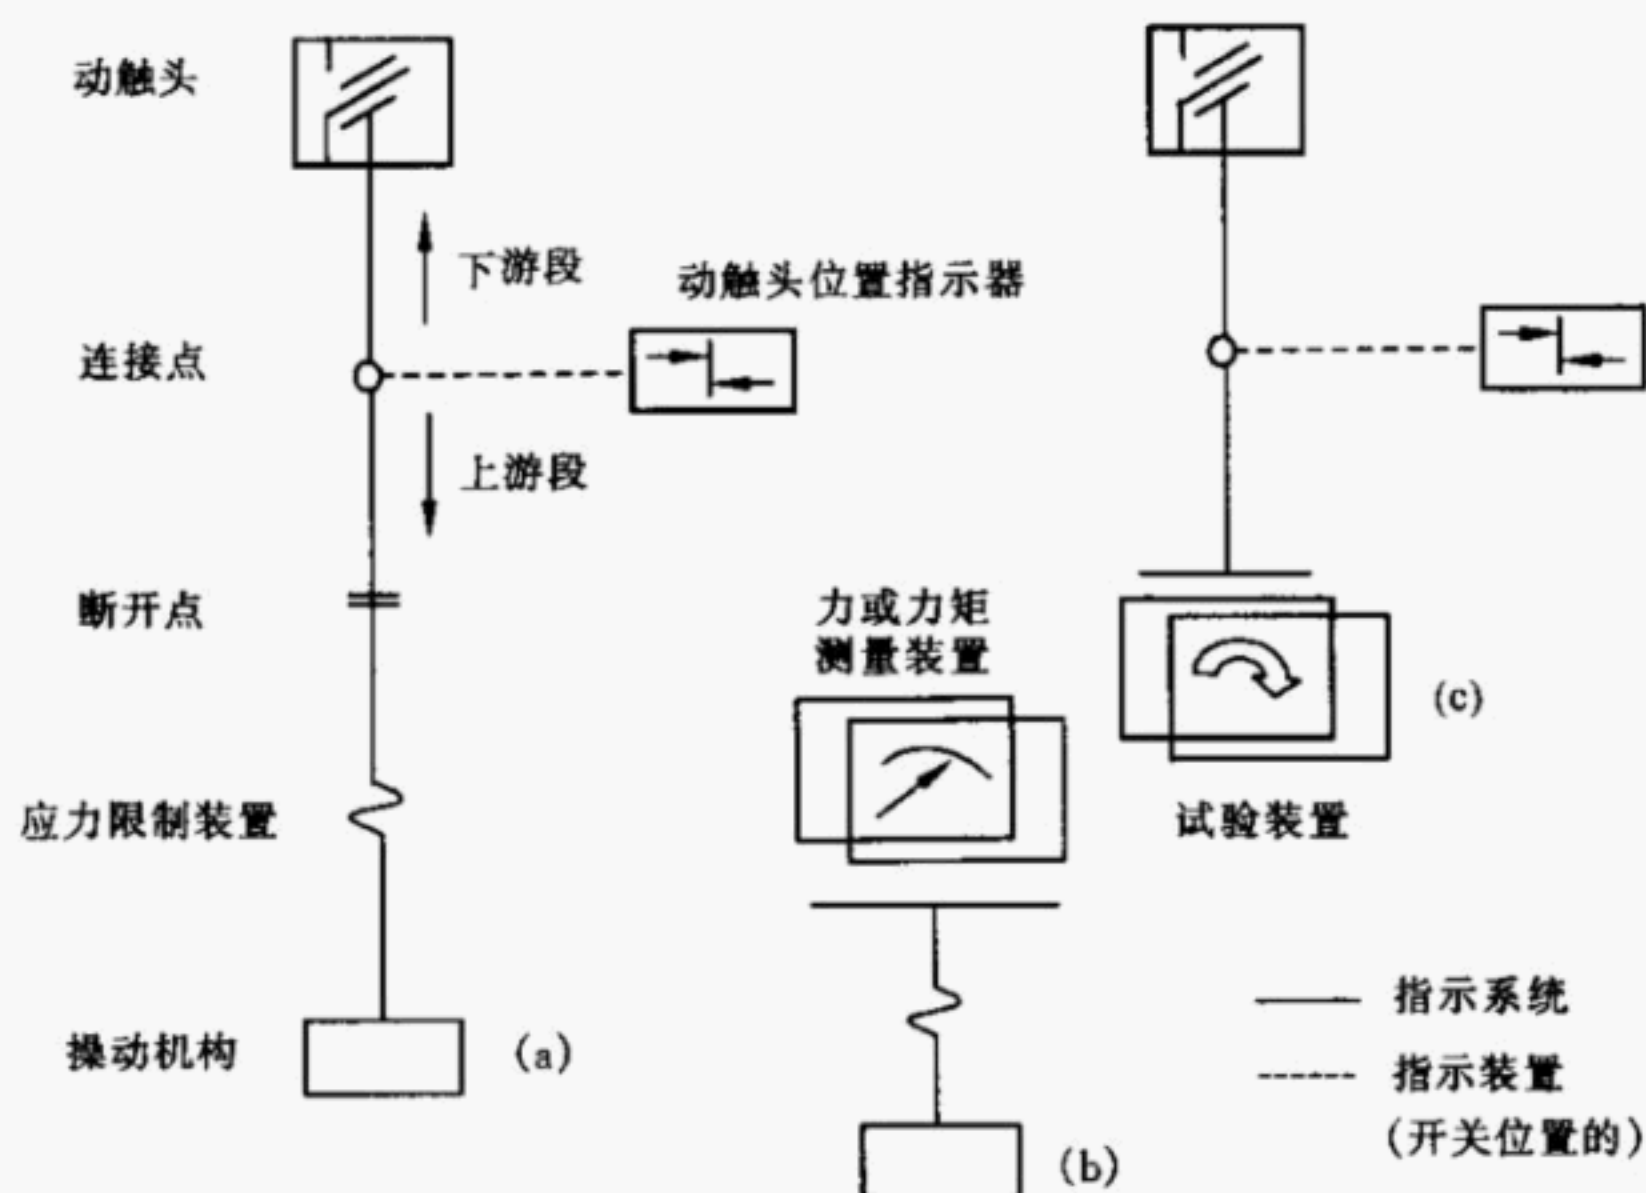 动触头
下游段
动触头位置指示器
连接点
上游段
断开点
力或力矩
测量装置
(c)
应力限制装置
试验装置
指示系统
操动机构
(a)
指示装置
(开关位置的)
(b)